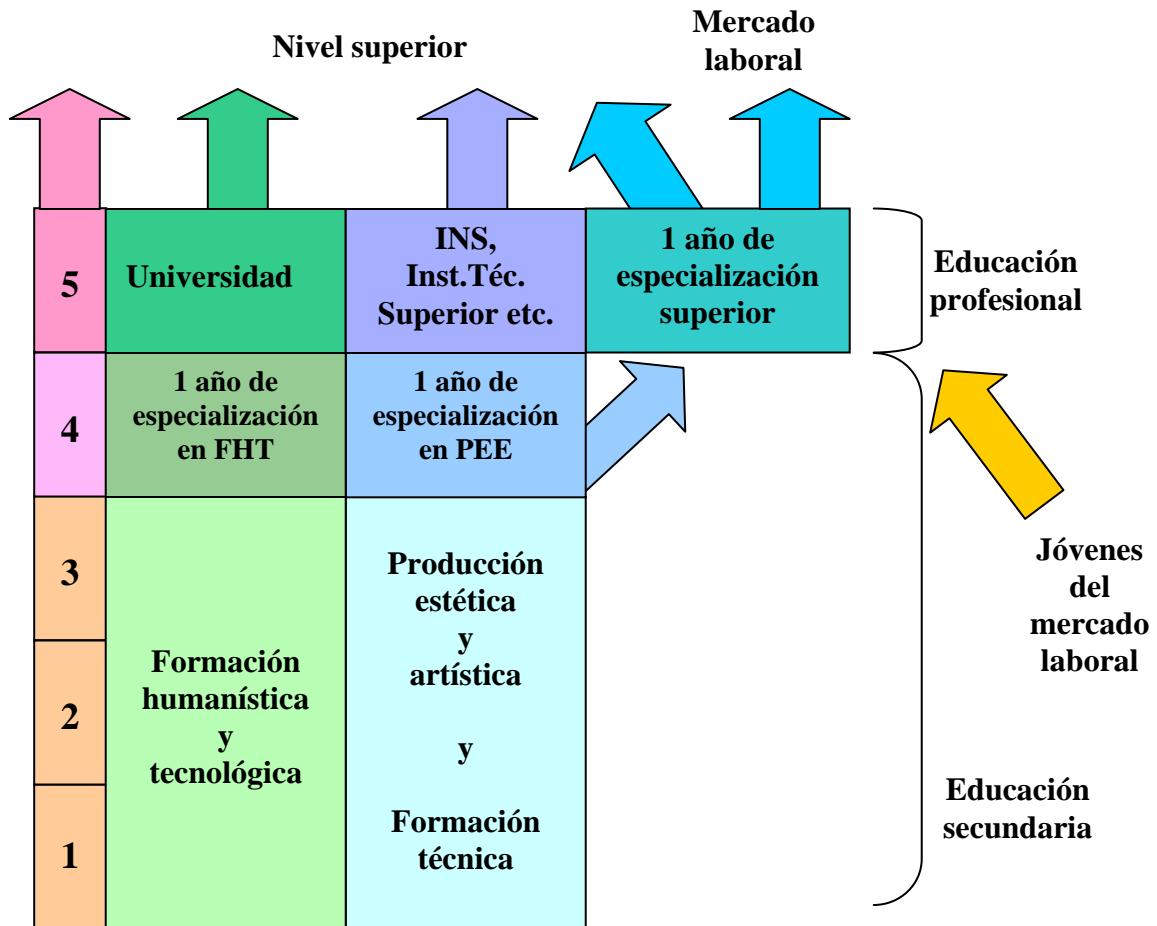 Nivel superior
Mercado
laboral
5
Universidad
INS,
Inst.Téc.
Superior etc.
1 año de
especialización
superior
Educación
profesional
4
1 año de
especialización
en FHT
1 año de
especialización
en PEE
3
2
1
Formación
humanística
y
tecnológica
Producción
estética
y
artística
y
Formación
técnica
Jóvenes
del
mercado
laboral
Educación
secundaria